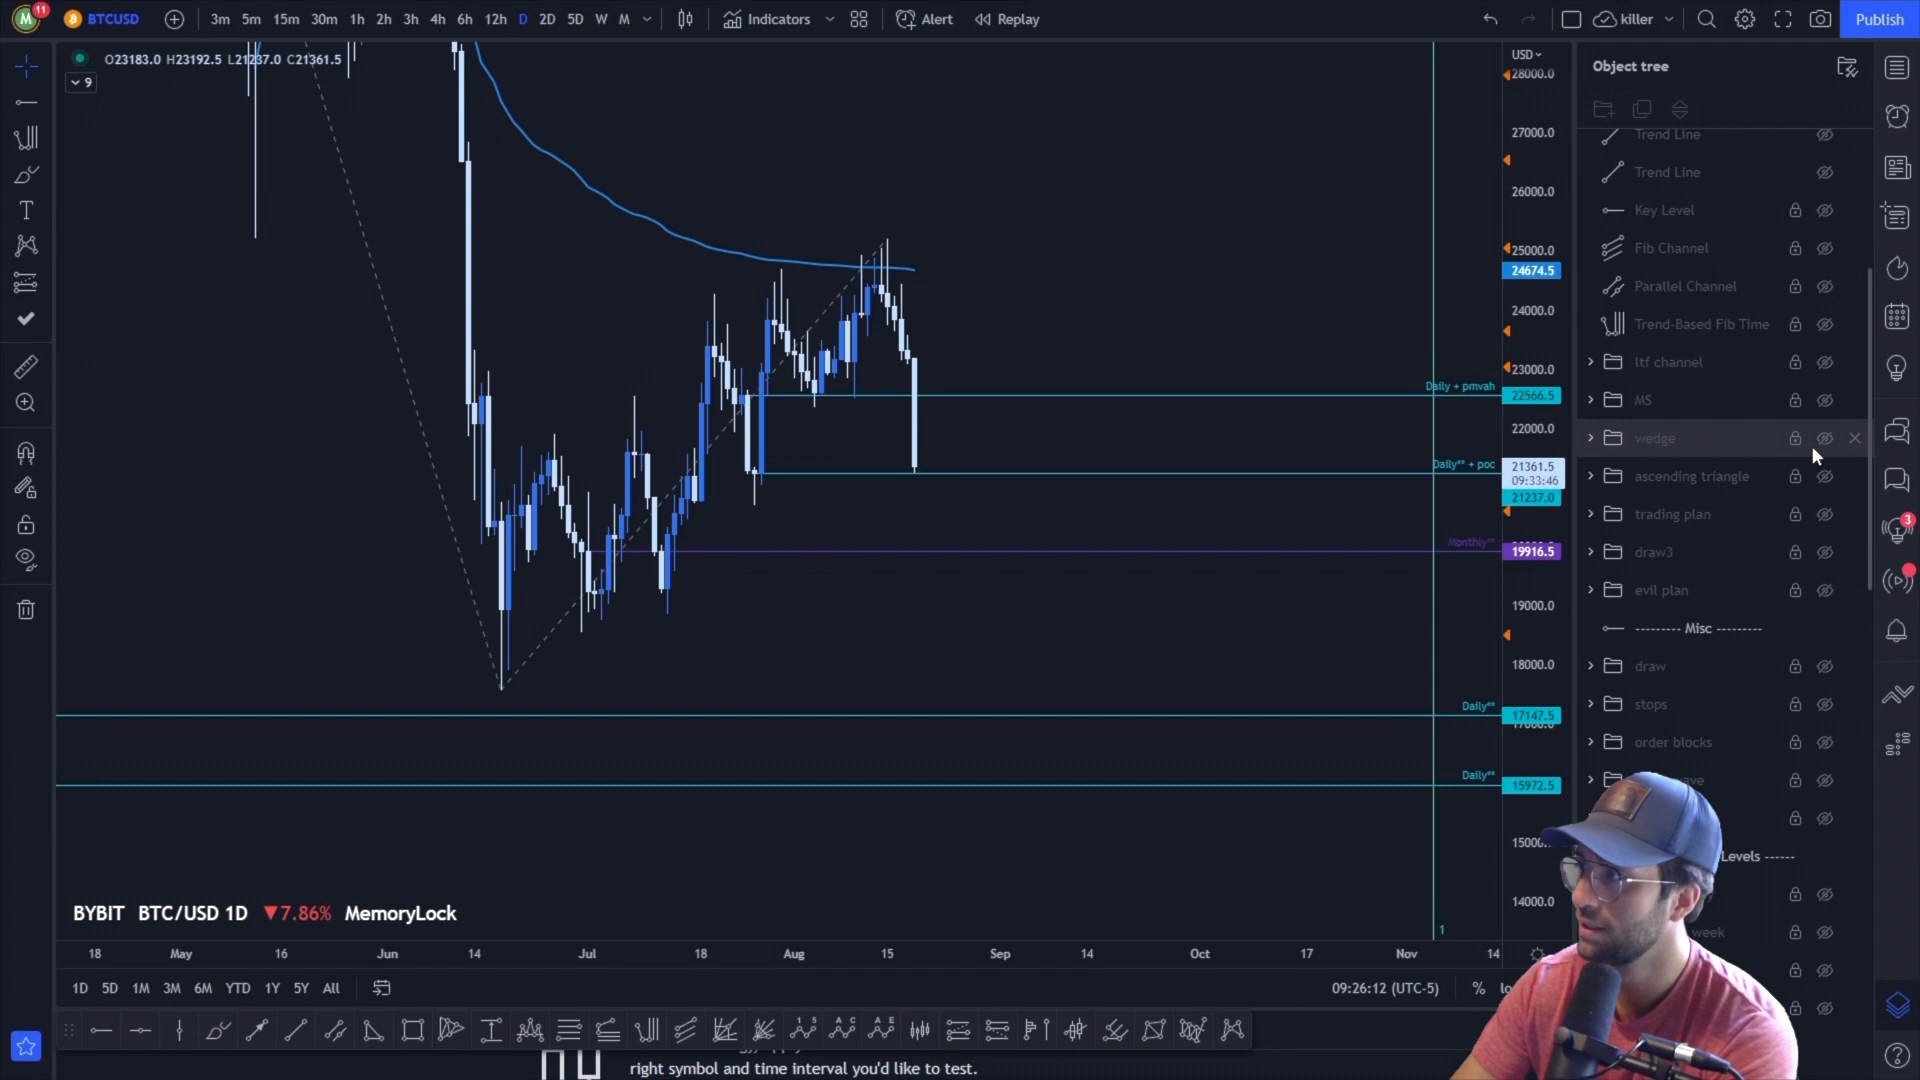 M 11 BTCUSD 3m 5m 15m 30m 1h 2h 3h 4h 6h 12h D 2D 5D W M Indicators Alert Replay killer Publish
O23183.0 H23192.5 L21237.0 C21361.5
9
USD
28000.0
27000.0
26000.0
25000.0
24674.5
24000.0
23000.0
Daily + pmvah
22566.5
22000.0
Daily** + poc
21361.5
09:33:46
21237.0
Monthly**
19916.5
19000.0
18000.0
Daily**
17147.5
Daily**
15972.5
14000.0
1
BYBIT BTC/USD 1D ▼7.86% MemoryLock
18 May 16 Jun 14 Jul 18 Aug 15 Sep 14 Oct 17 Nov 14
1D 5D 1M 3M 6M YTD 1Y 5Y All
09:26:12 (UTC-5) %
Object tree
Trend Line
Trend Line
Key Level
Fib Channel
Parallel Channel
Trend-Based Fib Time
ltf channel
MS
wedge
ascending triangle
trading plan
draw3
evil plan
--------- Misc ---------
draw
stops
order blocks
Levels ------
week
3
right symbol and time interval you'd like to test.